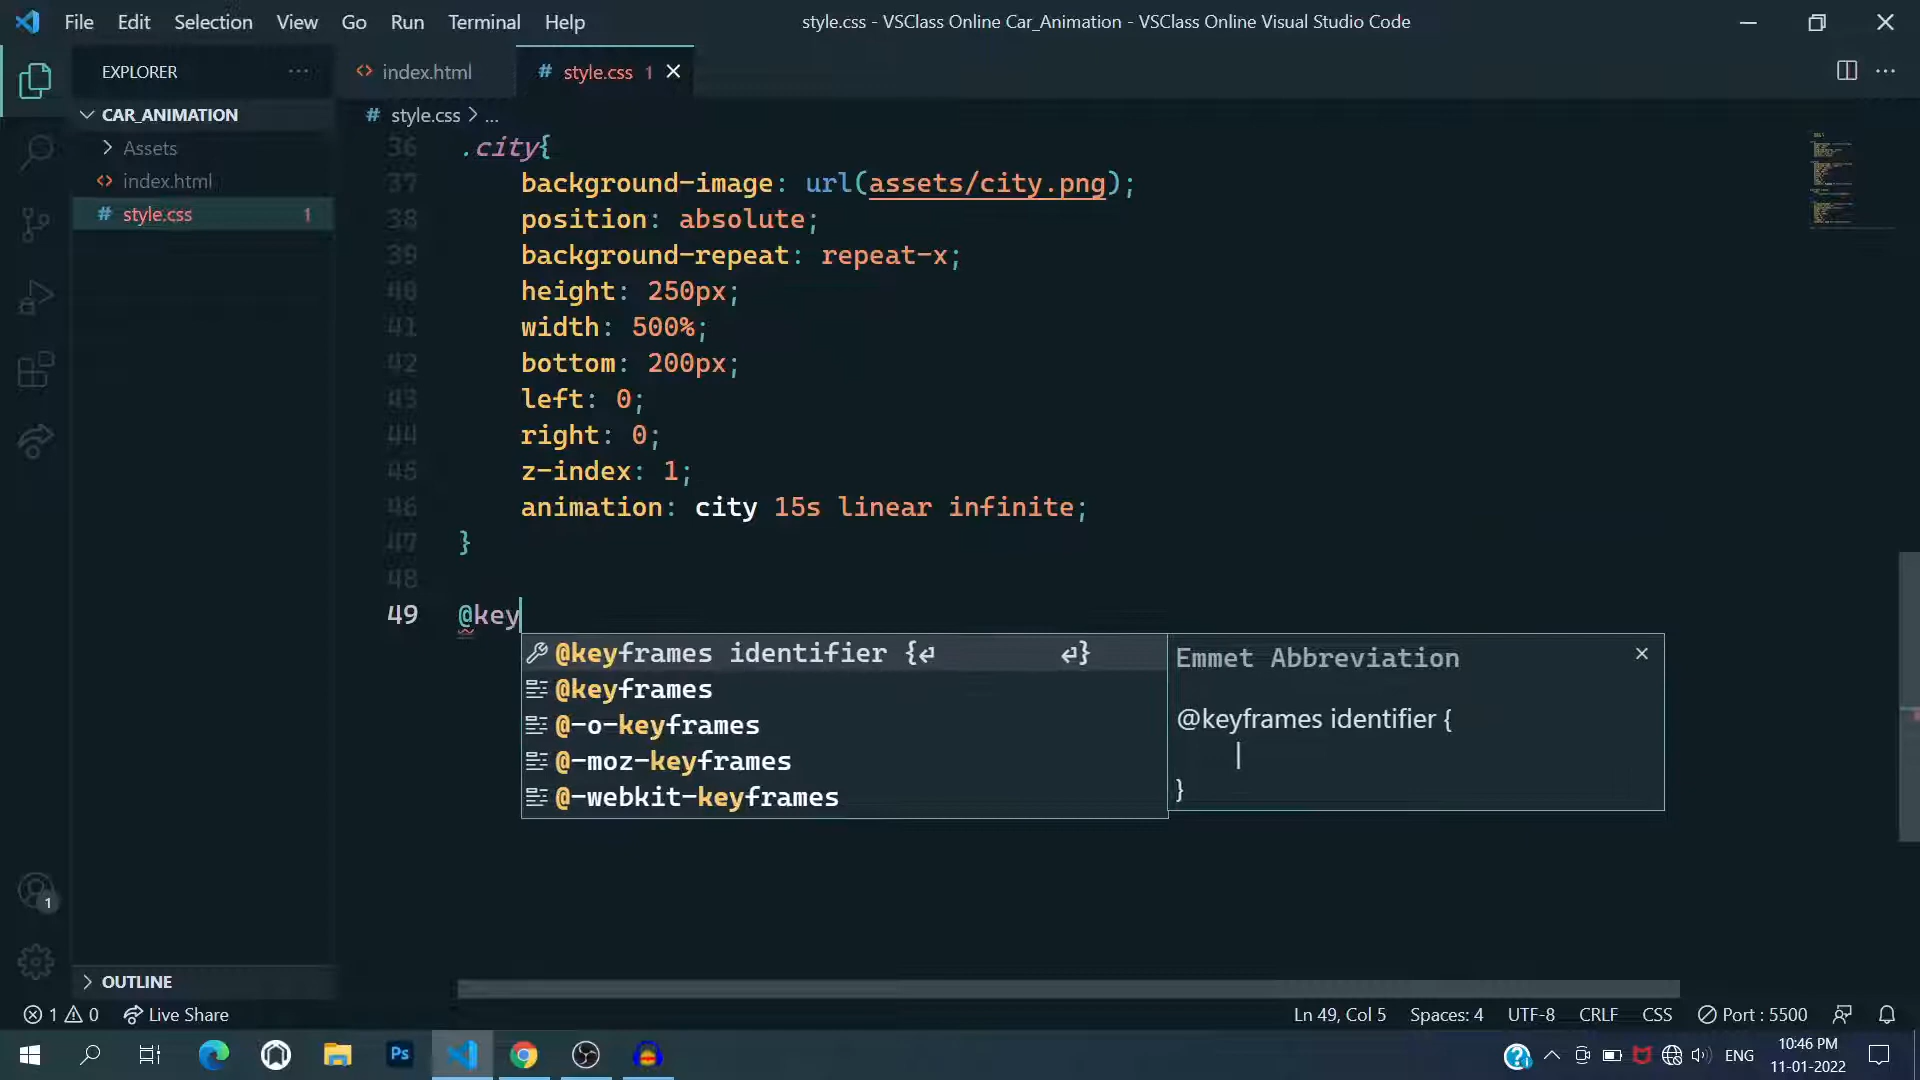 File Edit Selection View Go Run Terminal Help
style.css - VSClass Online Car_Animation - VSClass Online Visual Studio Code
EXPLORER ...
index.html
# style.css 1
CAR_ANIMATION
Assets
index.html
# style.css 1
# style.css > ...
36 .city{
37 background-image: url(assets/city.png);
38 position: absolute;
39 background-repeat: repeat-x;
40 height: 250px;
41 width: 500%;
42 bottom: 200px;
43 left: 0;
44 right: 0;
45 z-index: 1;
46 animation: city 15s linear infinite;
47 }
48
49 @key
@keyframes identifier {↵ ↵}
@keyframes
@-o-keyframes
@-moz-keyframes
@-webkit-keyframes
Emmet Abbreviation
@keyframes identifier {
|
}
1
OUTLINE
1 0 Live Share
Ln 49, Col 5 Spaces: 4 UTF-8 CRLF CSS Port : 5500
Ps
ENG
10:46 PM
11-01-2022